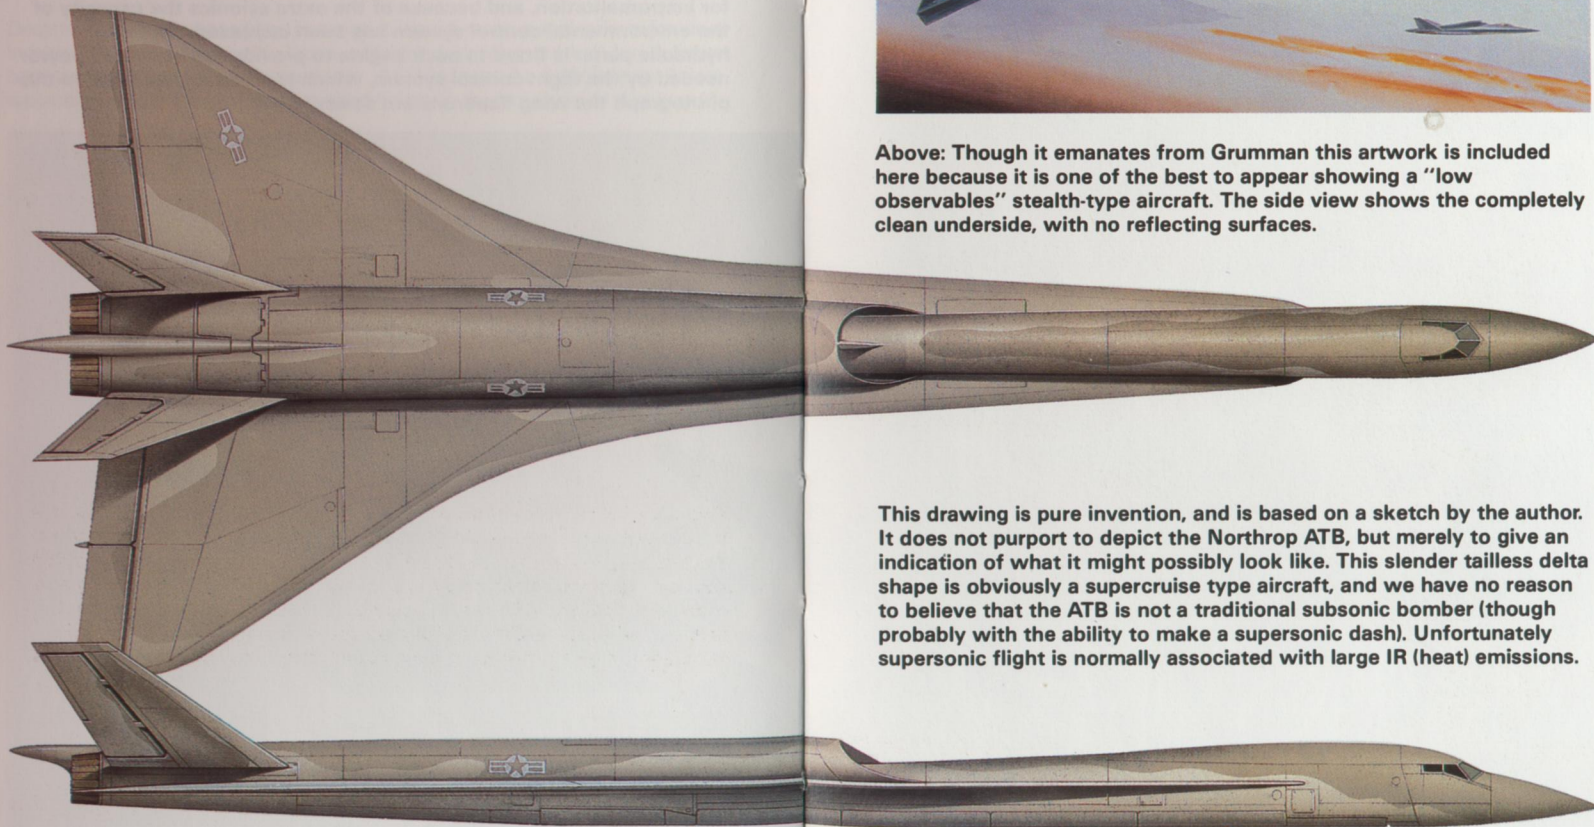 Above: Though it emanates from Grumman this artwork is included
here because it is one of the best to appear showing a "low
observables" stealth-type aircraft. The side view shows the completely
clean underside, with no reflecting surfaces.
This drawing is pure invention, and is based on a sketch by the author.
It does not purport to depict the Northrop ATB, but merely to give an
indication of what it might possibly look like. This slender tailless delta
shape is obviously a supercruise type aircraft, and we have no reason
to believe that the ATB is not a traditional subsonic bomber (though
probably with the ability to make a supersonic dash). Unfortunately
supersonic flight is normally associated with large IR (heat) emissions.